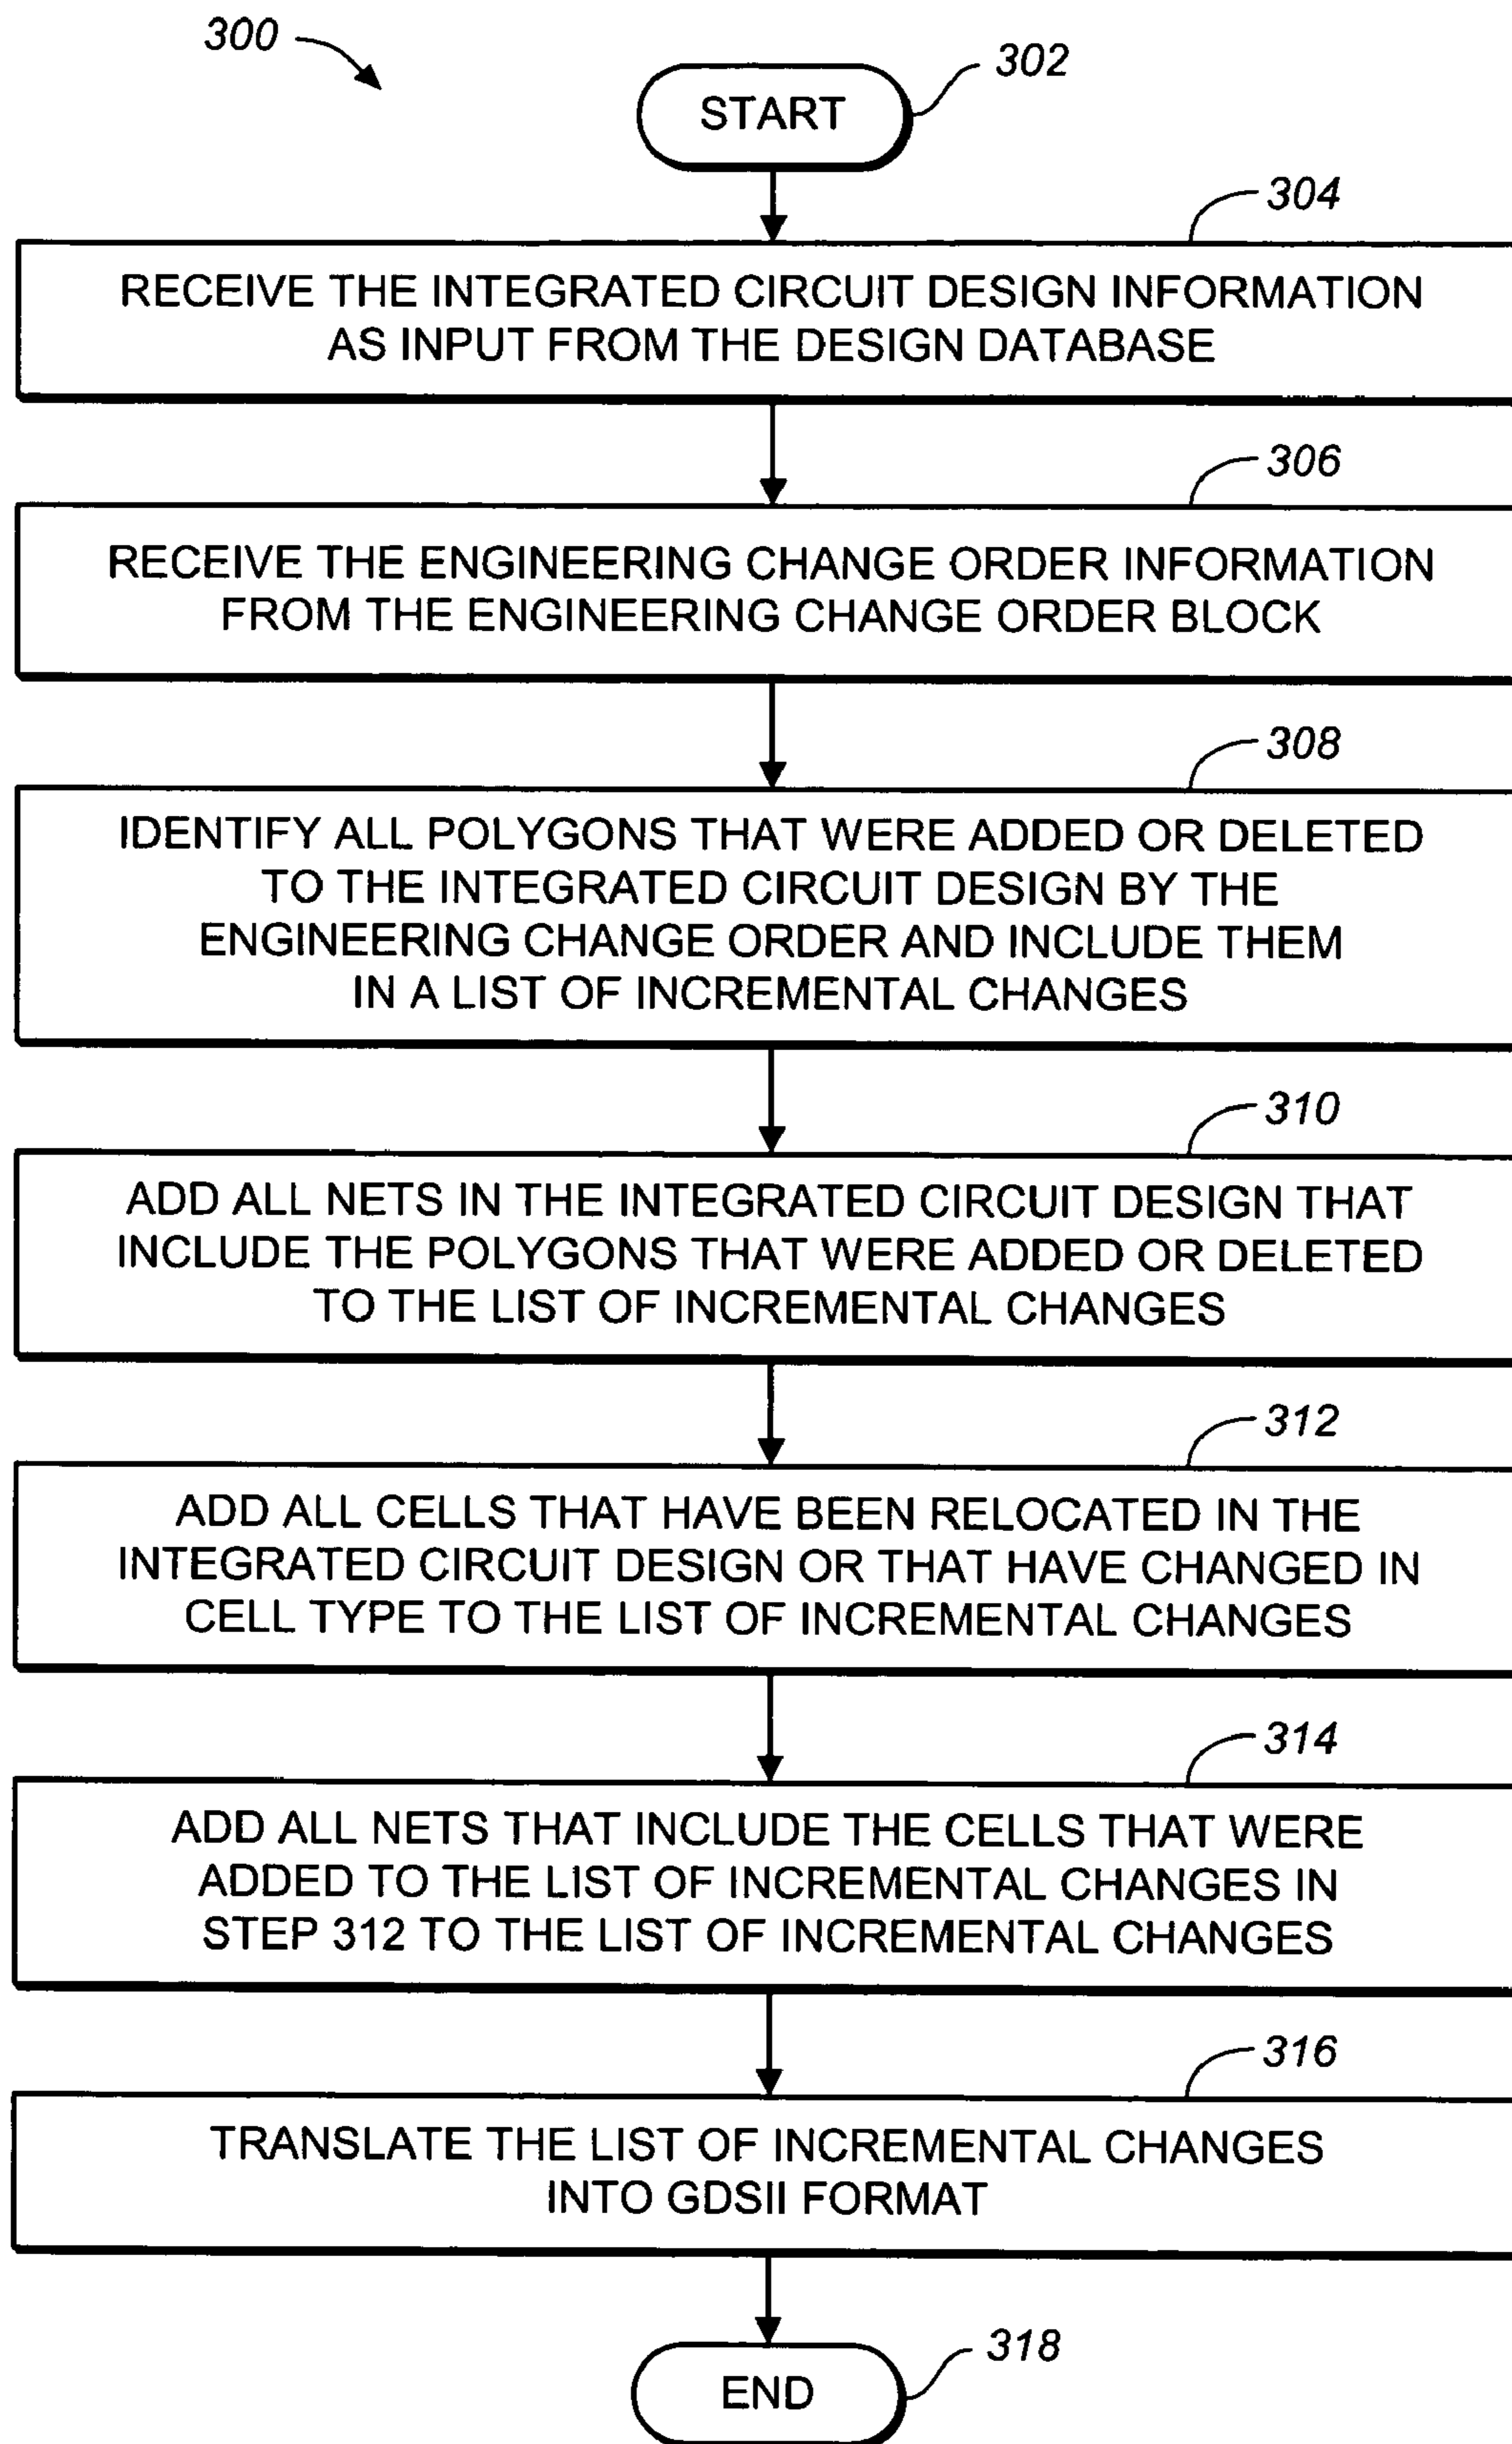 300
302
START
304
RECEIVE THE INTEGRATED CIRCUIT DESIGN INFORMATION
AS INPUT FROM THE DESIGN DATABASE
306
RECEIVE THE ENGINEERING CHANGE ORDER INFORMATION
FROM THE ENGINEERING CHANGE ORDER BLOCK
308
IDENTIFY ALL POLYGONS THAT WERE ADDED OR DELETED
TO THE INTEGRATED CIRCUIT DESIGN BY THE
ENGINEERING CHANGE ORDER AND INCLUDE THEM
IN A LIST OF INCREMENTAL CHANGES
310
ADD ALL NETS IN THE INTEGRATED CIRCUIT DESIGN THAT
INCLUDE THE POLYGONS THAT WERE ADDED OR DELETED
TO THE LIST OF INCREMENTAL CHANGES
312
ADD ALL CELLS THAT HAVE BEEN RELOCATED IN THE
INTEGRATED CIRCUIT DESIGN OR THAT HAVE CHANGED IN
CELL TYPE TO THE LIST OF INCREMENTAL CHANGES
314
ADD ALL NETS THAT INCLUDE THE CELLS THAT WERE
ADDED TO THE LIST OF INCREMENTAL CHANGES IN
STEP 312 TO THE LIST OF INCREMENTAL CHANGES
316
TRANSLATE THE LIST OF INCREMENTAL CHANGES
INTO GDSII FORMAT
318
END